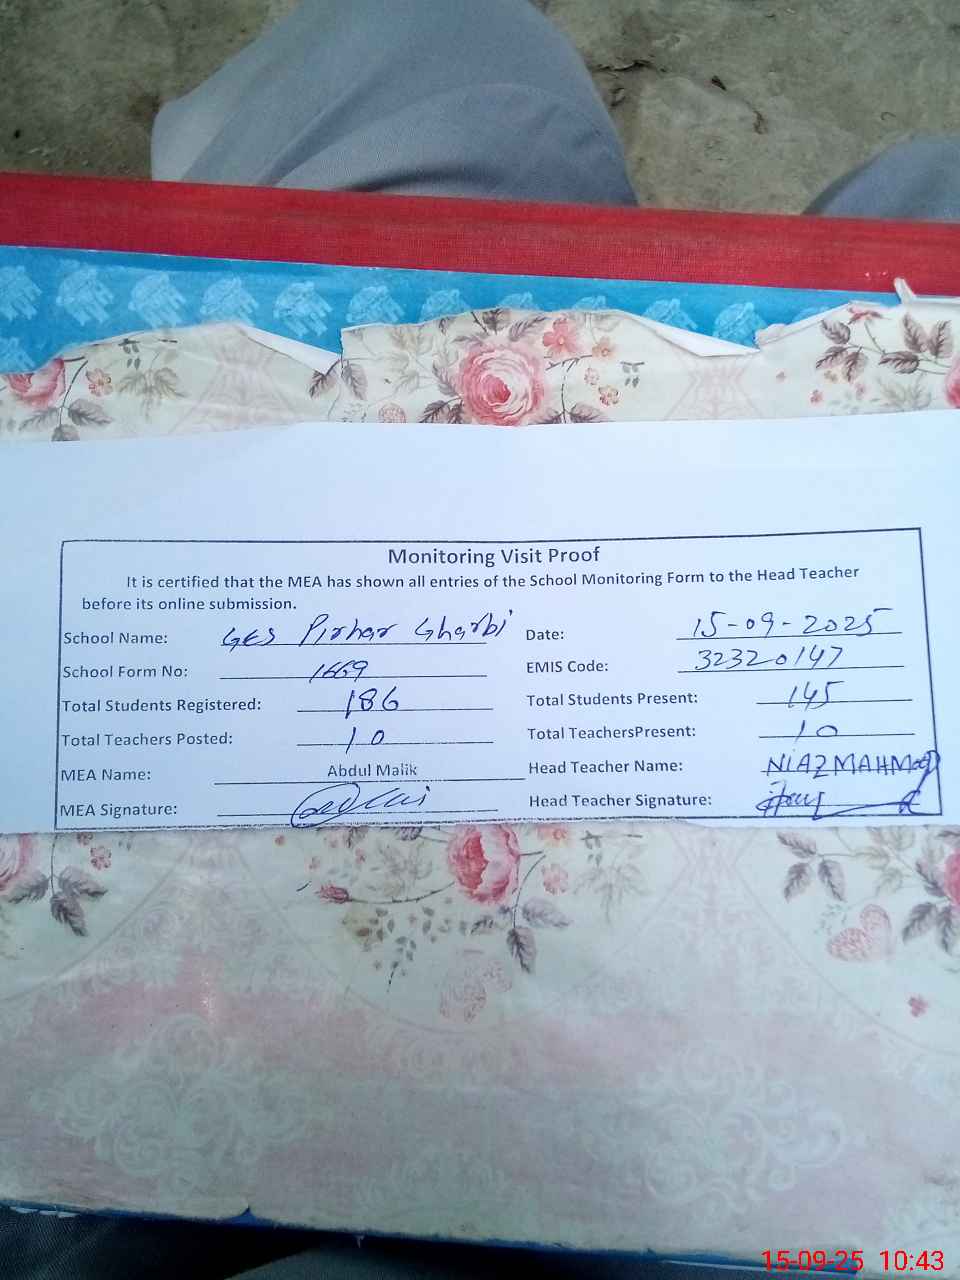 Monitoring Visit Proof
It is certified that the MEA has shown all entries of the School Monitoring Form to the Head Teacher
before its online submission.
School Name: GES Pirhar Gharbi Date: 15-09-2025
School Form No: 1669 EMIS Code: 32320147
Total Students Registered: 186 Total Students Present: 145
Total Teachers Posted: 10 Total TeachersPresent: 10
MEA Name: Abdul Malik Head Teacher Name: NIAZ MAHMOOD
MEA Signature: Head Teacher Signature:
15-09-25 10:43